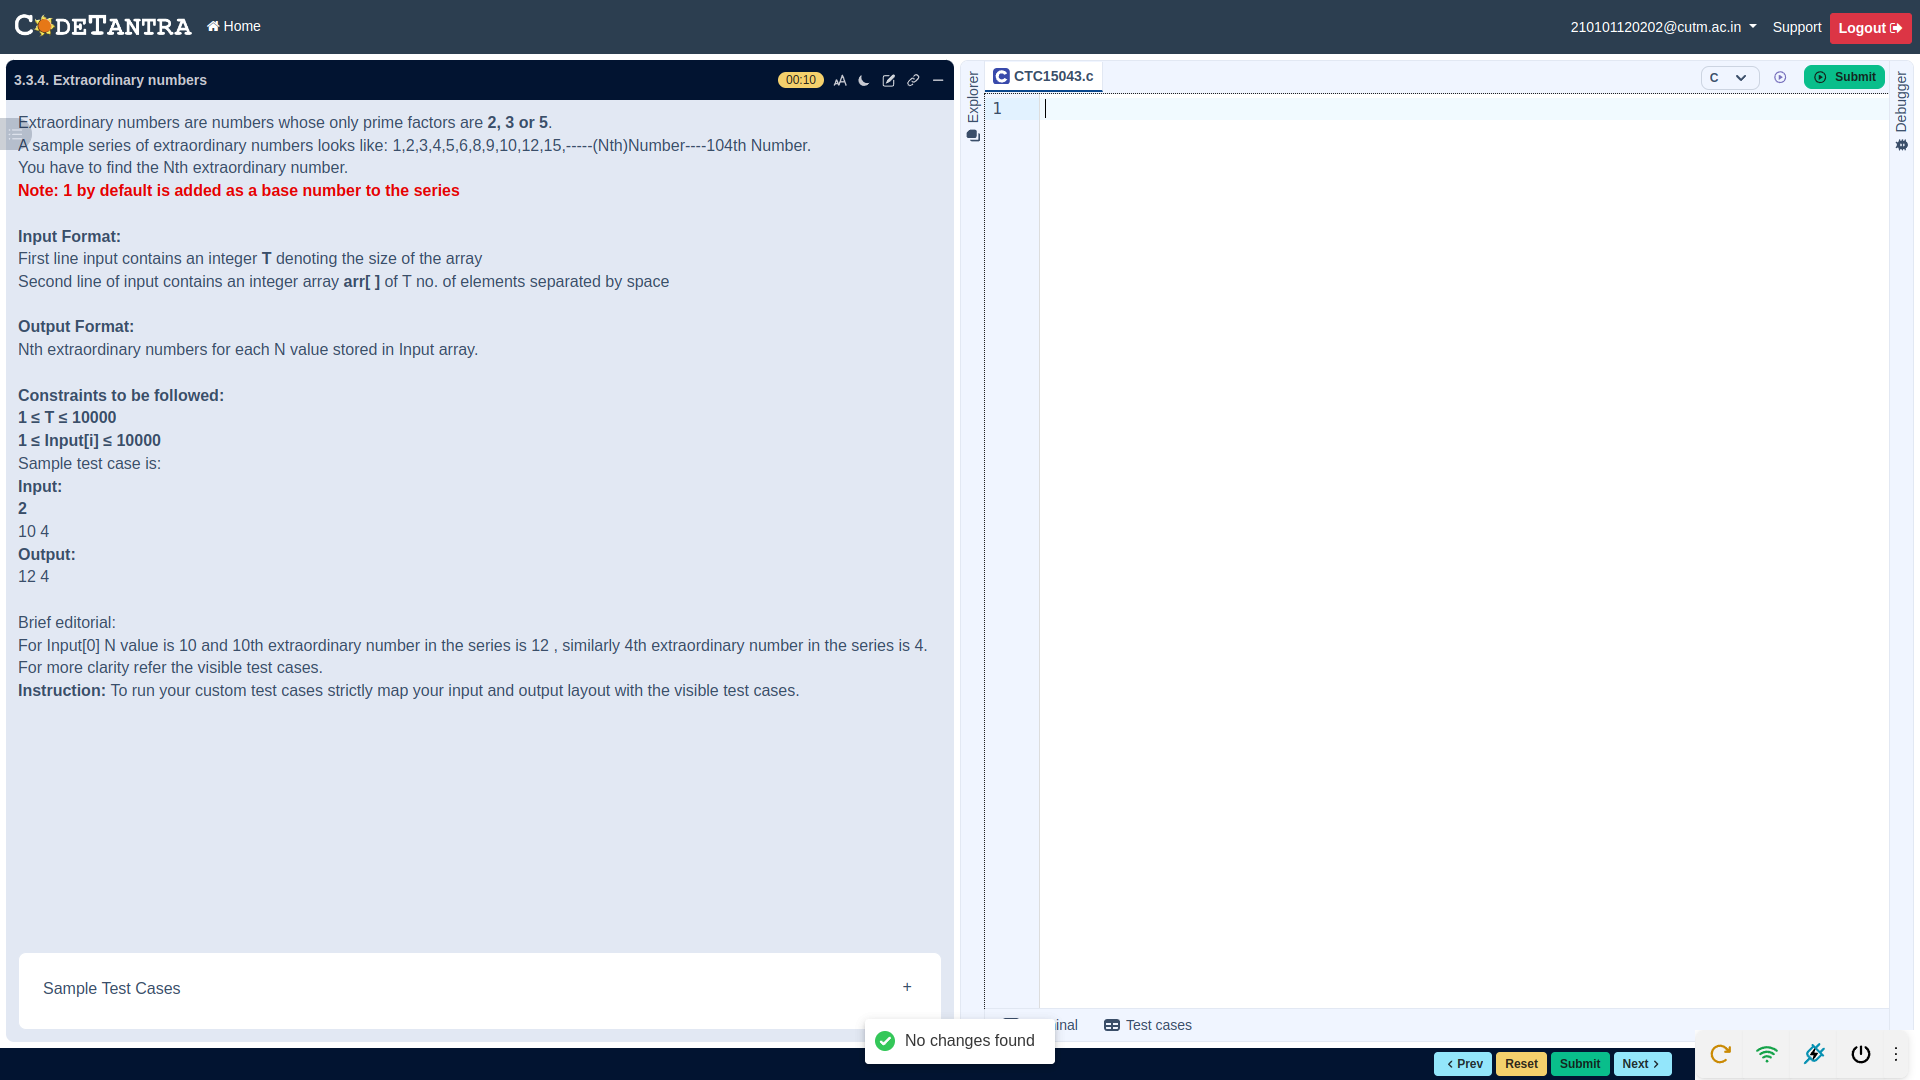 CODETANTRA
Home
210101120202@cutm.ac.in
Support
Logout
3.3.4. Extraordinary numbers
00:10
Extraordinary numbers are numbers whose only prime factors are 2, 3 or 5.
A sample series of extraordinary numbers looks like: 1,2,3,4,5,6,8,9,10,12,15,-----(Nth)Number----104th Number.
You have to find the Nth extraordinary number.
Note: 1 by default is added as a base number to the series
Input Format:
First line input contains an integer T denoting the size of the array
Second line of input contains an integer array arr[ ] of T no. of elements separated by space
Output Format:
Nth extraordinary numbers for each N value stored in Input array.
Constraints to be followed:
1 ≤ T ≤ 10000
1 ≤ Input[i] ≤ 10000
Sample test case is:
Input:
2
10 4
Output:
12 4
Brief editorial:
For Input[0] N value is 10 and 10th extraordinary number in the series is 12 , similarly 4th extraordinary number in the series is 4.
For more clarity refer the visible test cases.
Instruction: To run your custom test cases strictly map your input and output layout with the visible test cases.
Sample Test Cases
+
Explorer
CTC15043.c
C
Submit
Debugger
1
Test cases
No changes found
Prev
Reset
Submit
Next